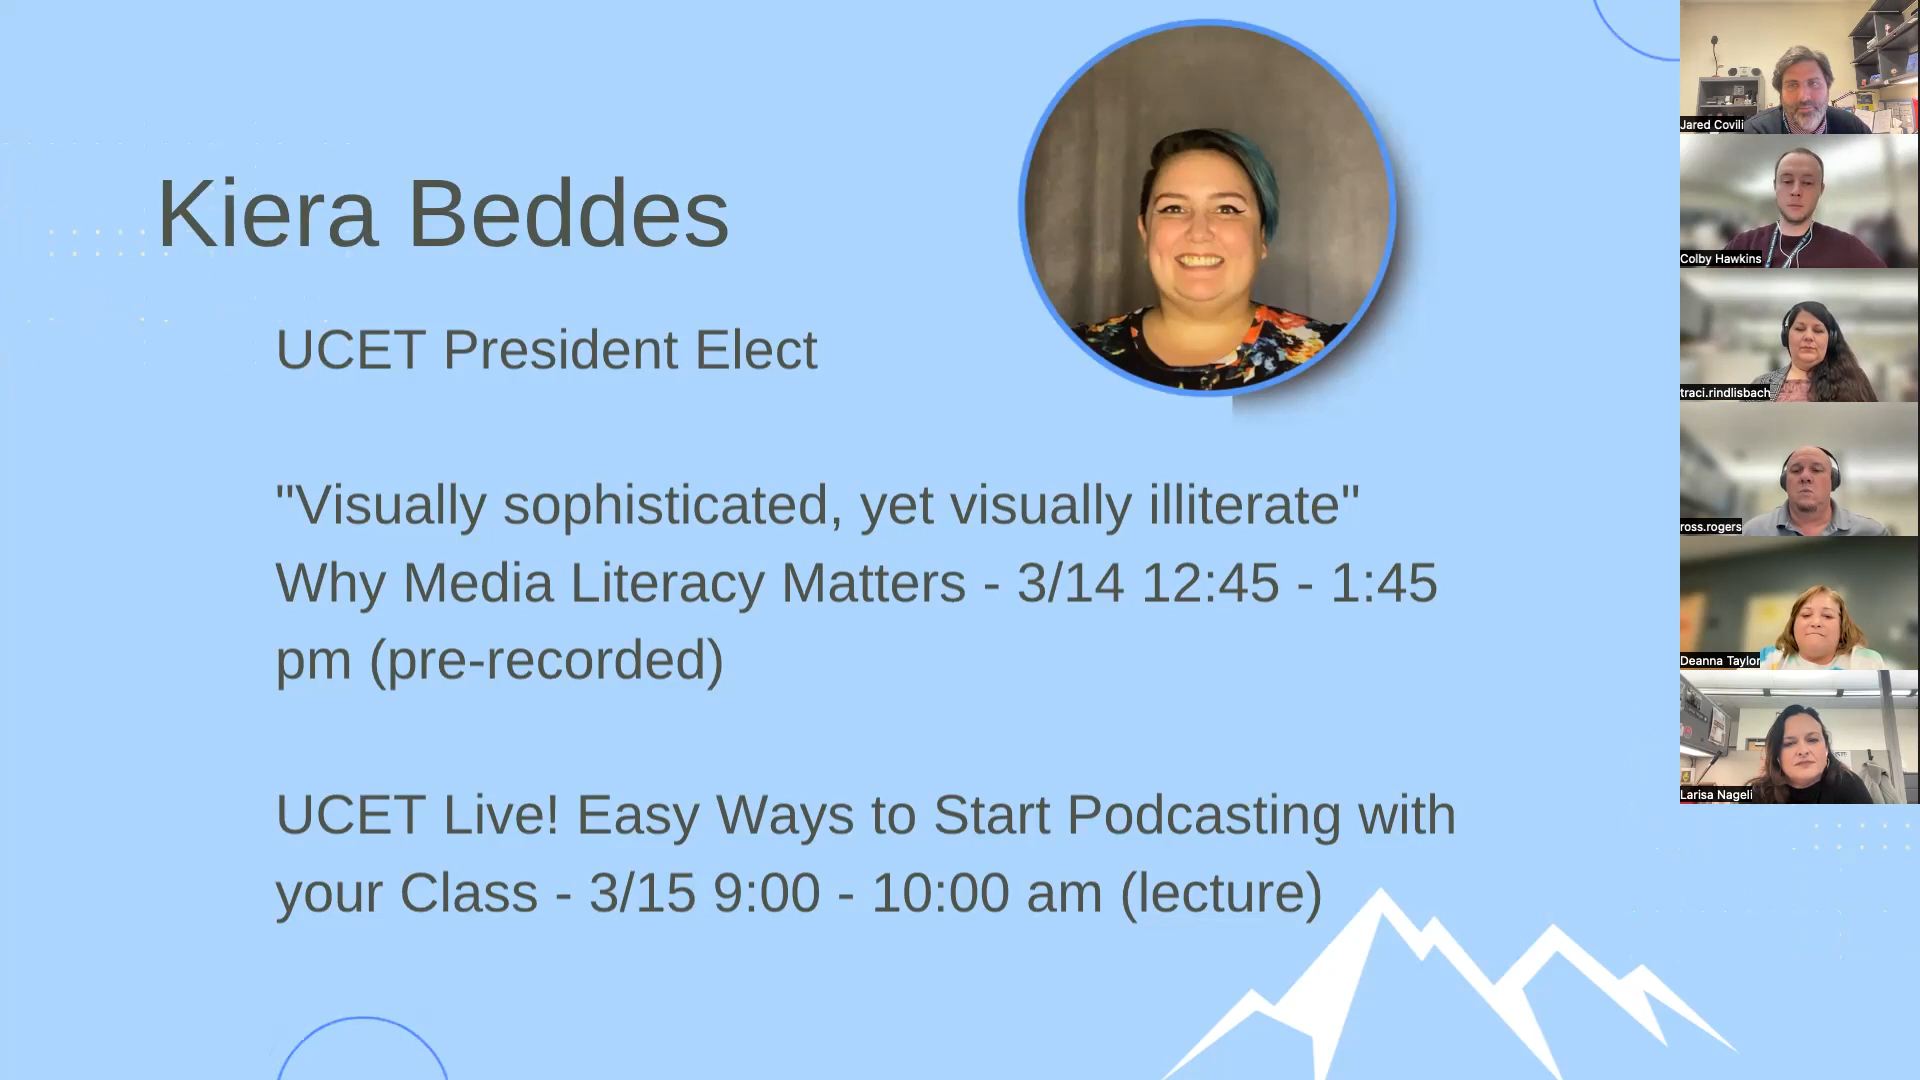 Kiera Beddes
UCET President Elect
"Visually sophisticated, yet visually illiterate"
Why Media Literacy Matters - 3/14 12:45 - 1:45
pm (pre-recorded)
UCET Live! Easy Ways to Start Podcasting with
your Class - 3/15 9:00 - 10:00 am (lecture)
Jared Covili
Colby Hawkins
traci.rindlisbach
ross.rogers
Deanna Taylor
Larisa Nageli